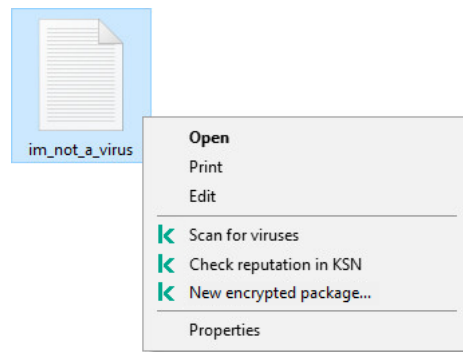 im_not_a_virus
Open
Print
Edit
Scan for viruses
Check reputation in KSN
New encrypted package...
Properties